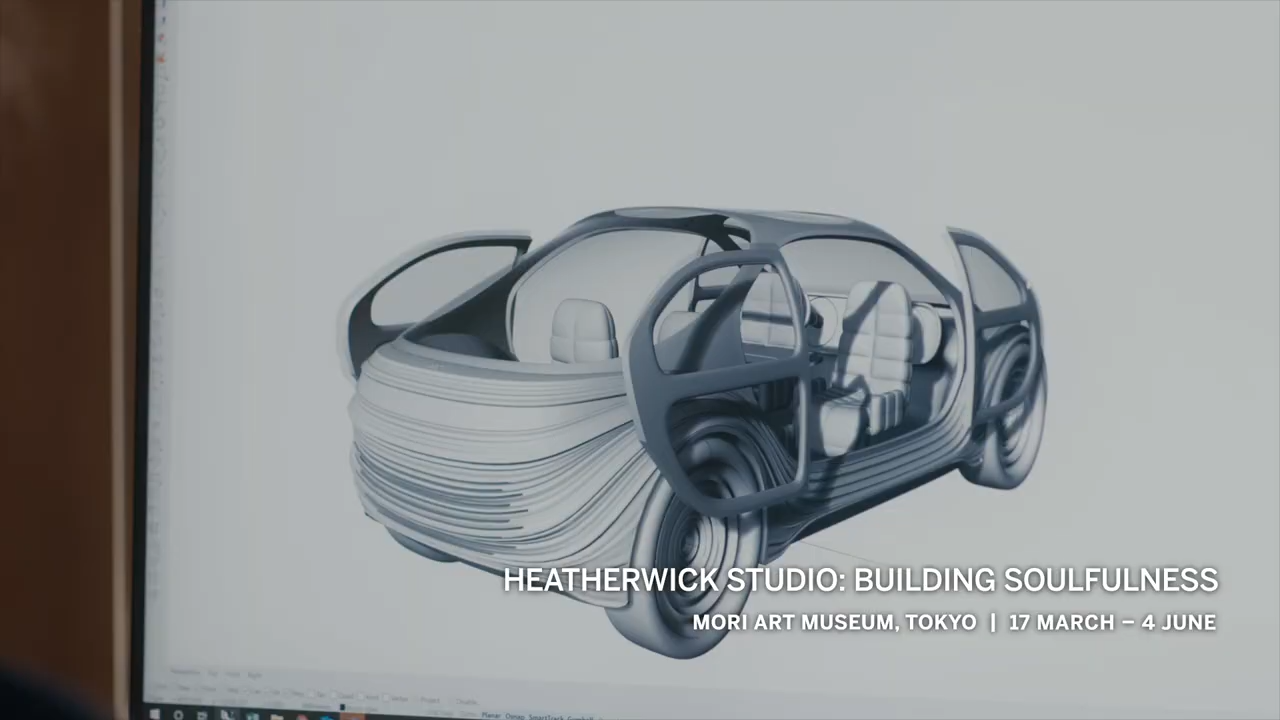 HEATHERWICK STUDIO: BUILDING SOULFULNESS
MORI ART MUSEUM, TOKYO | 17 MARCH – 4 JUNE